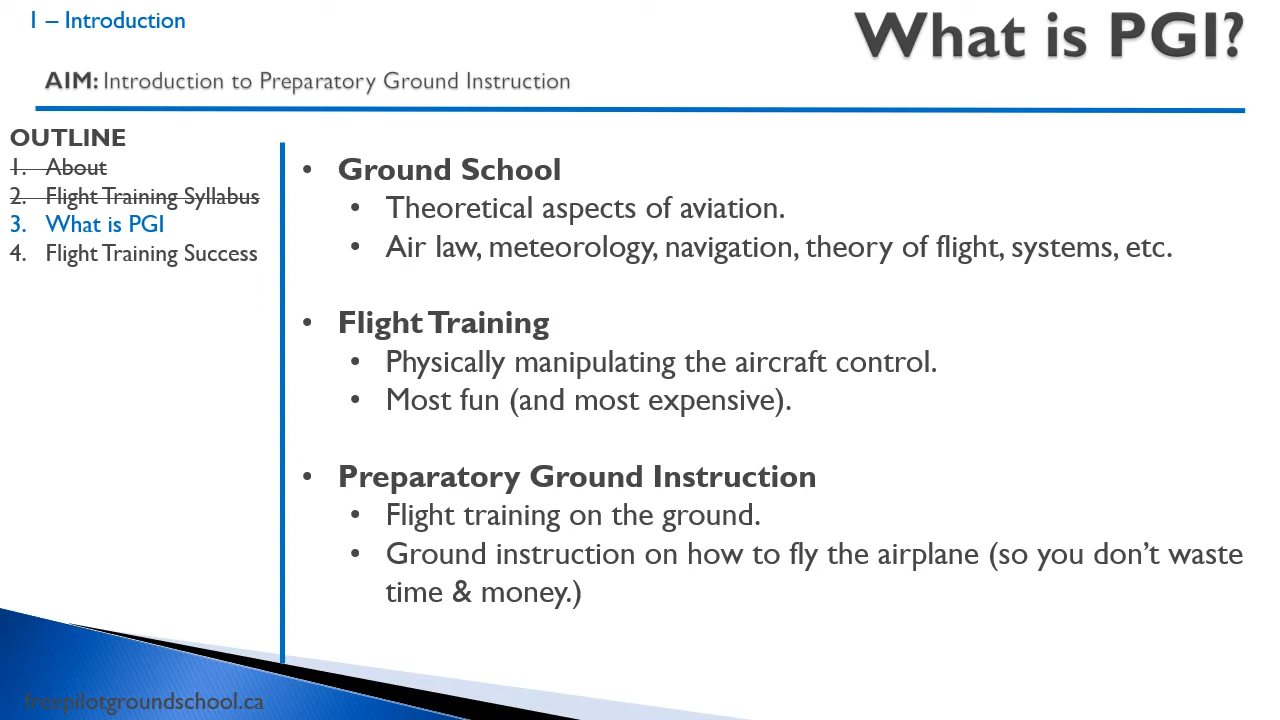 1 – Introduction
What is PGI?
AIM: Introduction to Preparatory Ground Instruction
OUTLINE
1. About
2. Flight Training Syllabus
3. What is PGI
4. Flight Training Success
• Ground School
• Theoretical aspects of aviation.
• Air law, meteorology, navigation, theory of flight, systems, etc.
• Flight Training
• Physically manipulating the aircraft control.
• Most fun (and most expensive).
• Preparatory Ground Instruction
• Flight training on the ground.
• Ground instruction on how to fly the airplane (so you don’t waste
time & money.)
freepilotgroundschool.ca